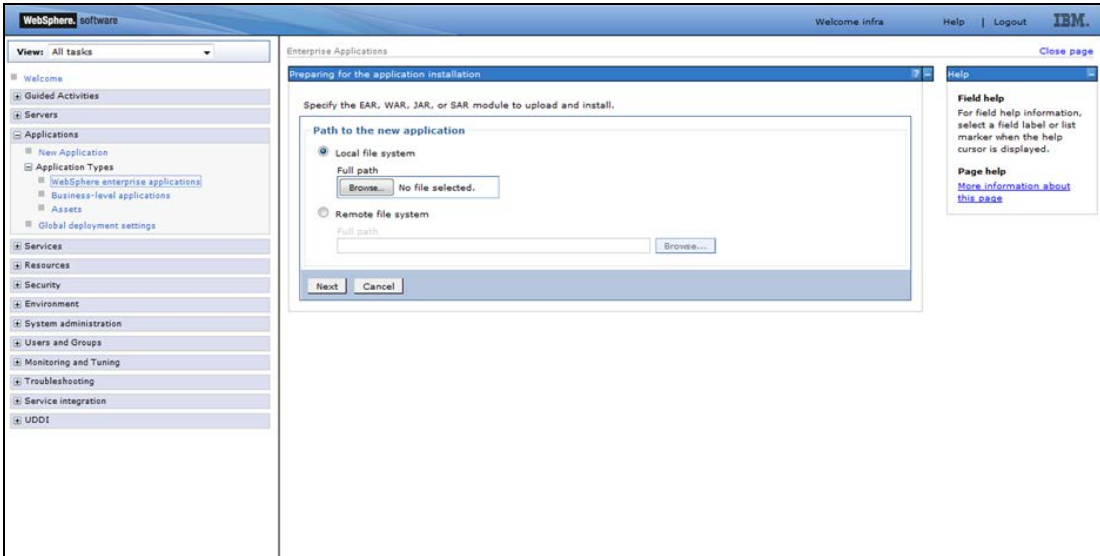 WebSphere. software
Welcome infra
Help | Logout
IBM.
View: All tasks
Welcome
Guided Activities
Servers
Applications
New Application
Application Types
WebSphere enterprise applications
Business-level applications
Assets
Global deployment settings
Services
Resources
Security
Environment
System administration
Users and Groups
Monitoring and Tuning
Troubleshooting
Service integration
UDDI
Enterprise Applications
Close page
Preparing for the application installation
?
Specify the EAR, WAR, JAR, or SAR module to upload and install.
Path to the new application
Local file system
Full path
Browse... No file selected.
Remote file system
Full path
Browse...
Next
Cancel
Help
Field help
For field help information,
select a field label or list
marker when the help
cursor is displayed.
Page help
More information about
this page